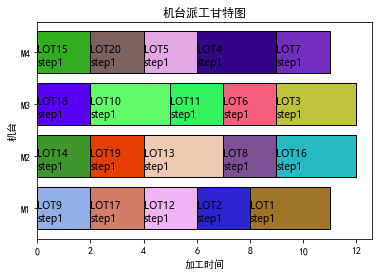 机台派工甘特图
M4
LOT15 LOT20 LOT5 LOT4 LOT7
step1 step1 step1 step1 step1
M3
LOT18 LOT10 LOT11 LOT6 LOT3
step1 step1 step1 step1 step1
机台
M2
LOT14 LOT19 LOT13 LOT8 LOT16
step1 step1 step1 step1 step1
M1
LOT9 LOT17 LOT12 LOT2 LOT1
step1 step1 step1 step1 step1
0 2 4 6 8 10 12
加工时间